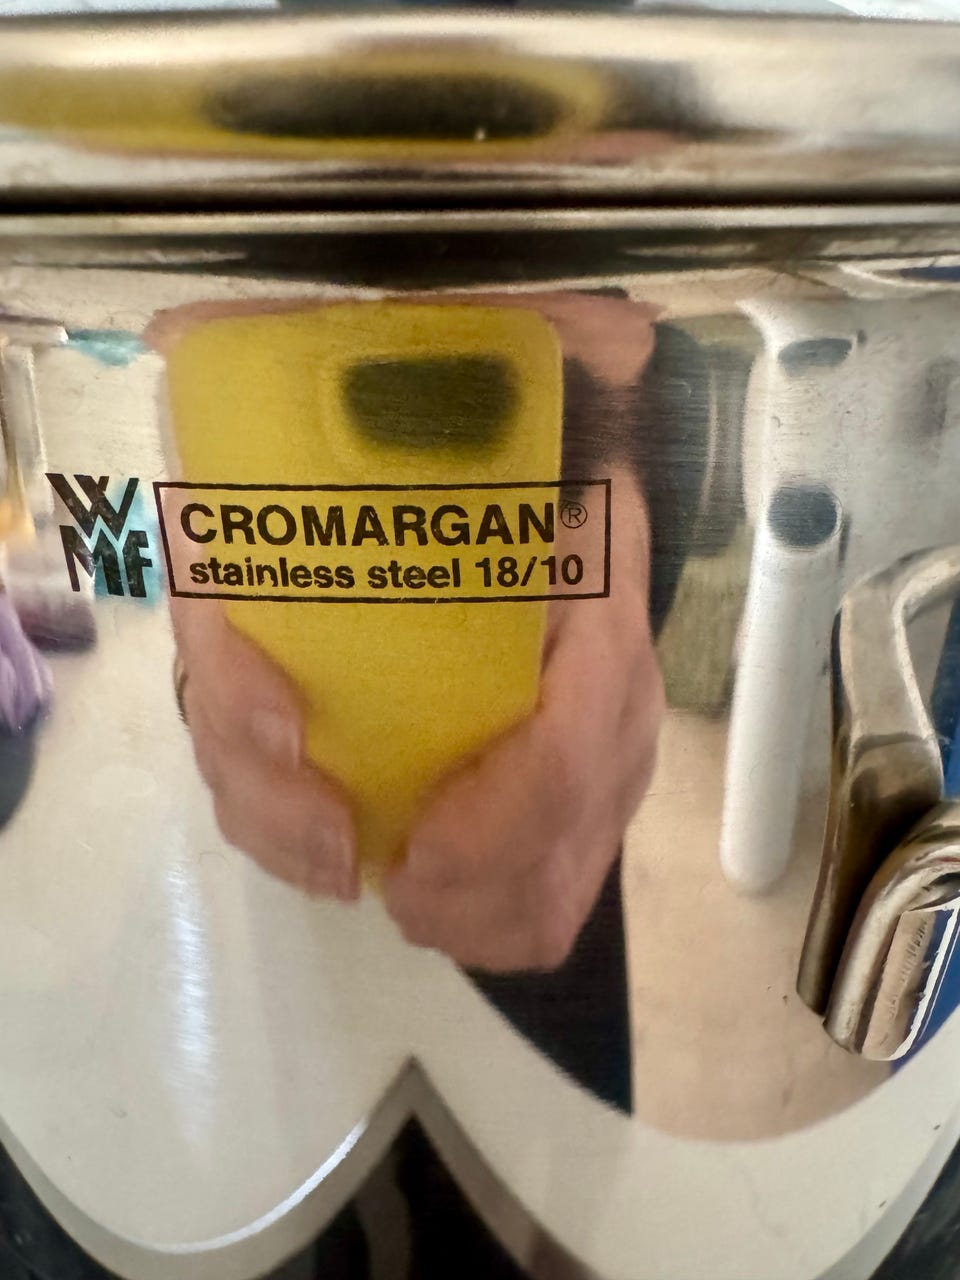 WMF
CROMARGAN®
stainless steel 18/10